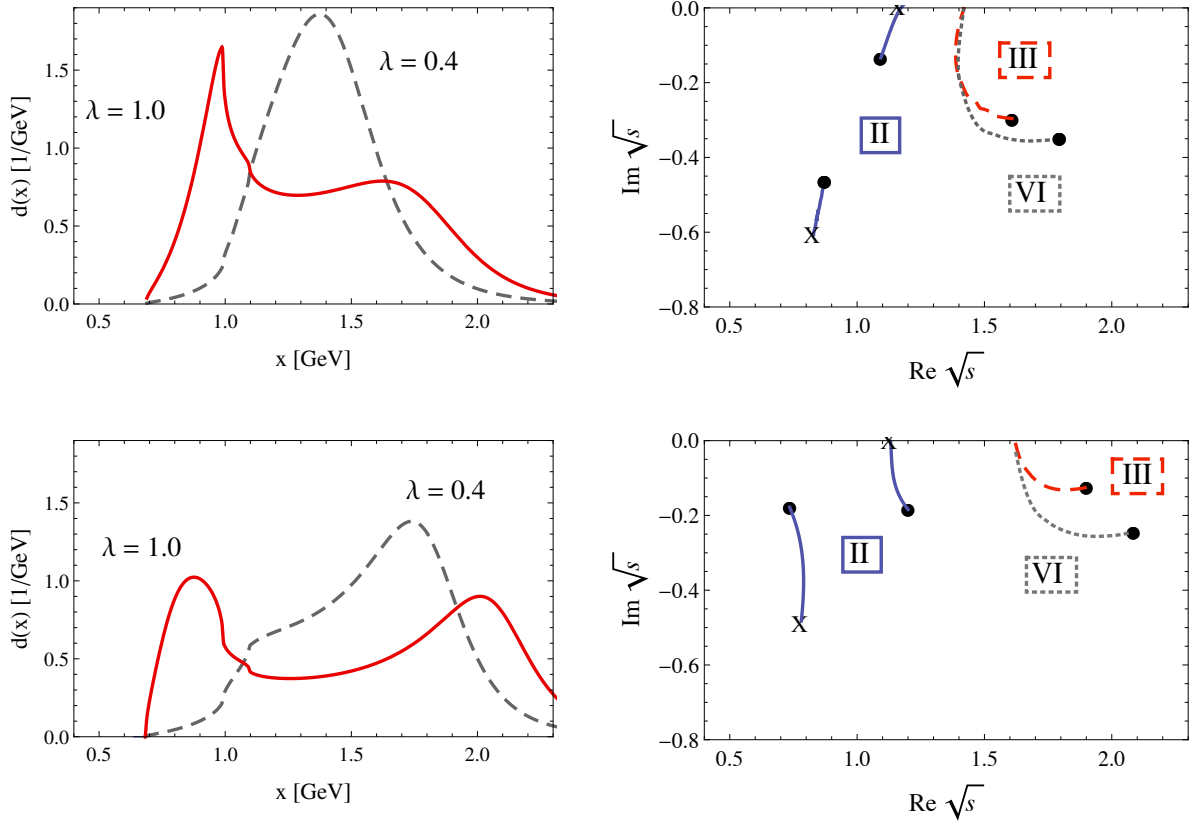 λ = 1.0
λ = 0.4
d(x) [1/GeV]
0.0
0.5
1.0
1.5
0.5 1.0 1.5 2.0
x [GeV]
X
X
II
III
VI
Im √s
0.0
−0.2
−0.4
−0.6
−0.8
0.5 1.0 1.5 2.0
Re √s
λ = 1.0
λ = 0.4
d(x) [1/GeV]
0.0
0.5
1.0
1.5
0.5 1.0 1.5 2.0
x [GeV]
X
X
II
III
VI
Im √s
0.0
−0.2
−0.4
−0.6
−0.8
0.5 1.0 1.5 2.0
Re √s